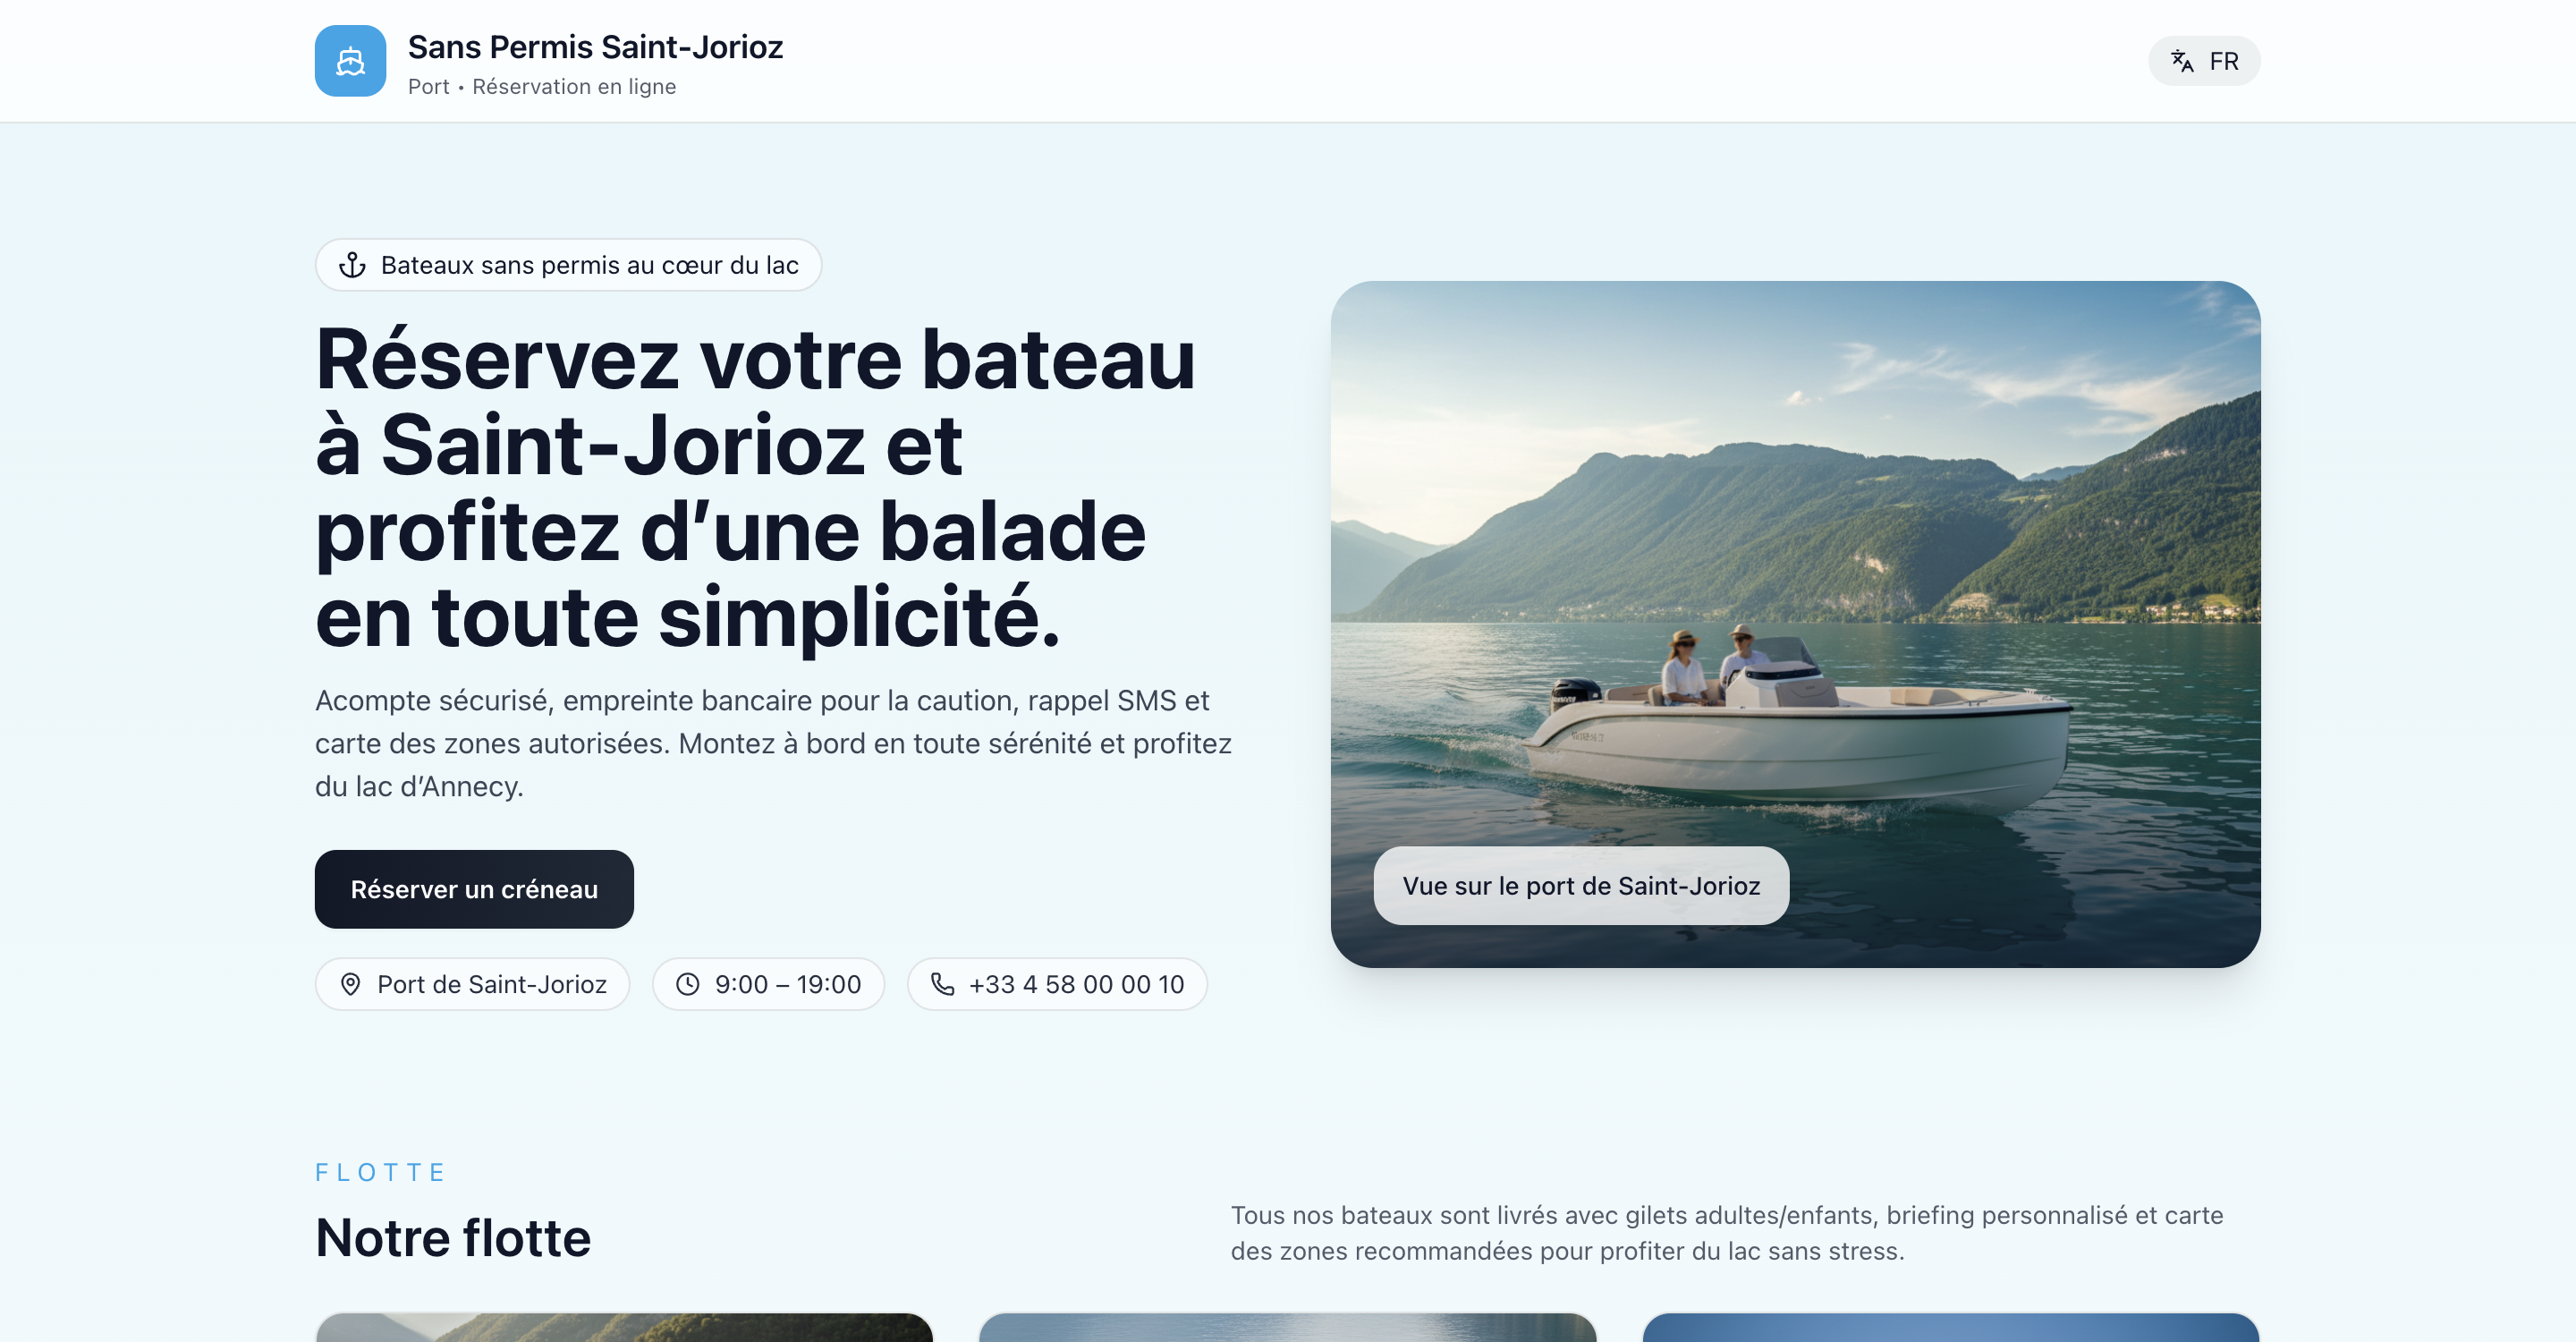 Sans Permis Saint-Jorioz
Port • Réservation en ligne
FR
Bateaux sans permis au cœur du lac
Réservez votre bateau
à Saint-Jorioz et
profitez d’une balade
en toute simplicité.
Acompte sécurisé, empreinte bancaire pour la caution, rappel SMS et
carte des zones autorisées. Montez à bord en toute sérénité et profitez
du lac d’Annecy.
Réserver un créneau
Port de Saint-Jorioz
9:00 – 19:00
+33 4 58 00 00 10
Vue sur le port de Saint-Jorioz
FLOTTE
Notre flotte
Tous nos bateaux sont livrés avec gilets adultes/enfants, briefing personnalisé et carte
des zones recommandées pour profiter du lac sans stress.